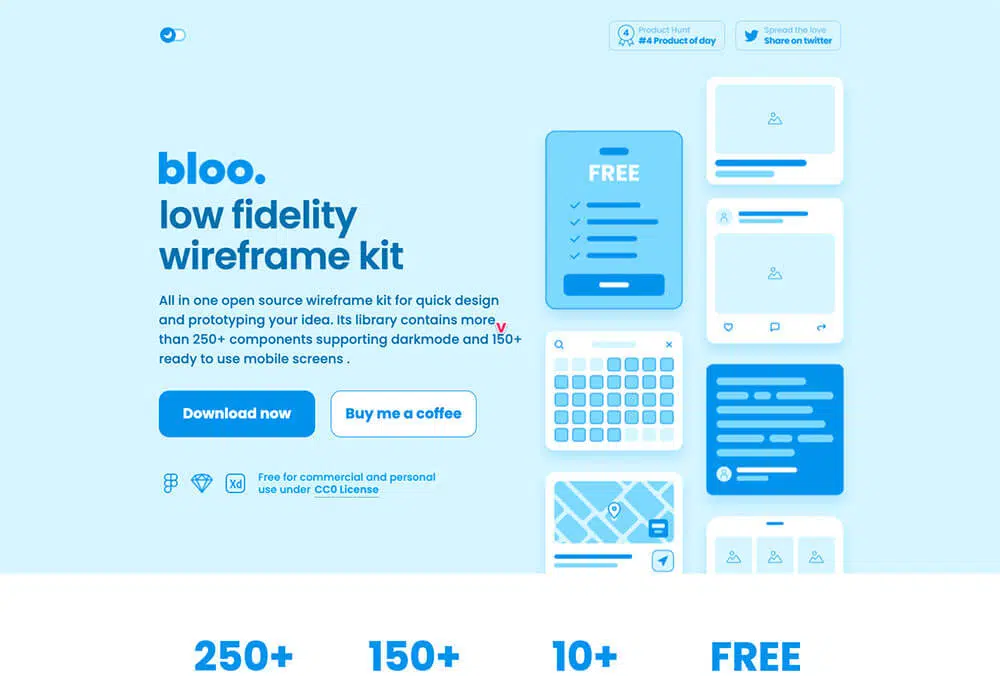 4
Product Hunt
#4 Product of day
Spread the love
Share on twitter
bloo.
low fidelity
wireframe kit
All in one open source wireframe kit for quick design
and prototyping your idea. Its library contains more
than 250+ components supporting darkmode and 150+
ready to use mobile screens .
V
Download now
Buy me a coffee
Xd
Free for commercial and personal
use under CC0 License
FREE
250+
150+
10+
FREE